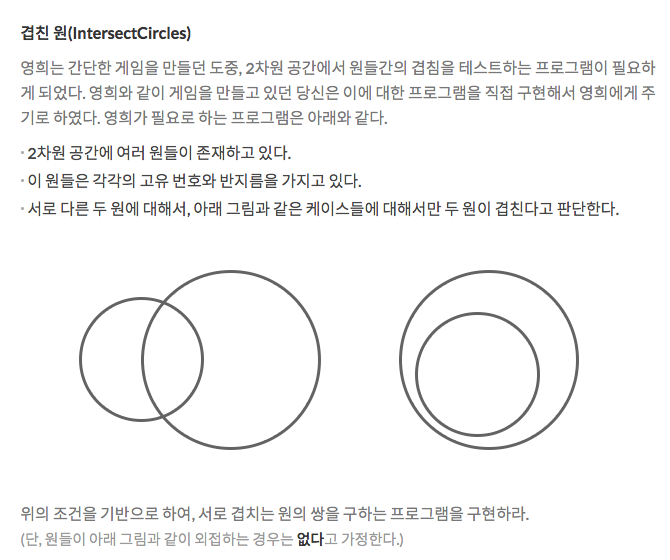 겹친 원(IntersectCircles)
영희는 간단한 게임을 만들던 도중, 2차원 공간에서 원들간의 겹침을 테스트하는 프로그램이 필요하
게 되었다. 영희와 같이 게임을 만들고 있던 당신은 이에 대한 프로그램을 직접 구현해서 영희에게 주
기로 하였다. 영희가 필요로 하는 프로그램은 아래와 같다.
· 2차원 공간에 여러 원들이 존재하고 있다.
· 이 원들은 각각의 고유 번호와 반지름을 가지고 있다.
· 서로 다른 두 원에 대해서, 아래 그림과 같은 케이스들에 대해서만 두 원이 겹친다고 판단한다.
위의 조건을 기반으로 하여, 서로 겹치는 원의 쌍을 구하는 프로그램을 구현하라.
(단, 원들이 아래 그림과 같이 외접하는 경우는 없다고 가정한다.)